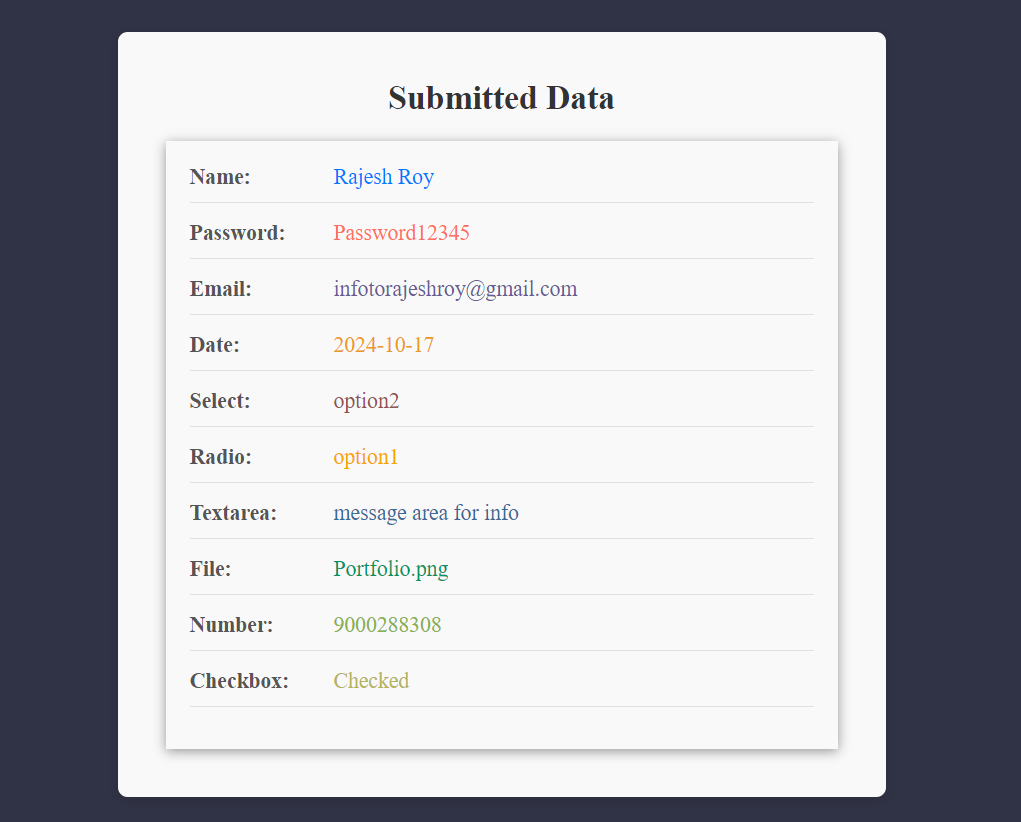 Submitted Data
Name: Rajesh Roy
Password: Password12345
Email: infotorajeshroy@gmail.com
Date: 2024-10-17
Select: option2
Radio: option1
Textarea: message area for info
File: Portfolio.png
Number: 9000288308
Checkbox: Checked